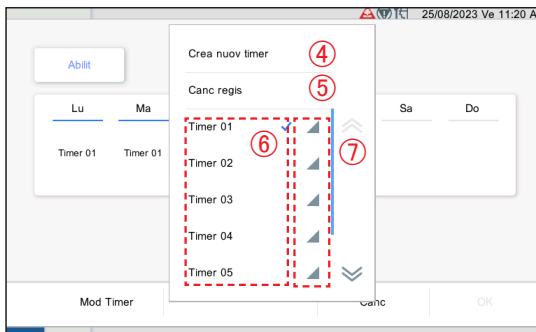 25/08/2023 Ve 11:20 A
Abilit
Crea nuov timer ④
Canc regis ⑤
Lu Ma Sa Do
Timer 01 Timer 01
Timer 01 ⑥ ⑦
Timer 02
Timer 03
Timer 04
Timer 05
Mod Timer Canc OK